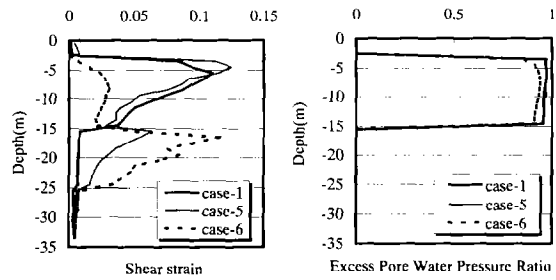 0 0.05 0.1 0.15
0
-5
-10
-15
-20
-25
-30
-35
Depth(m)
case-1
case-5
case-6
Shear strain
0 0.5 1
0
-5
-10
-15
-20
-25
-30
-35
Depth(m)
case-1
case-5
case-6
Excess Pore Water Pressure Ratio